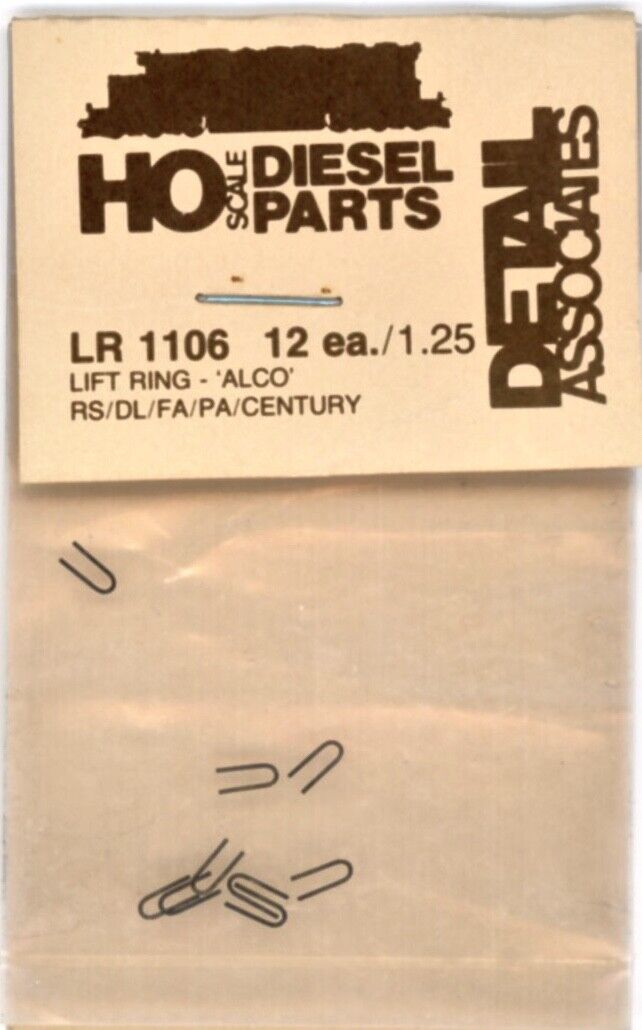 HO SCALE DIESEL
PARTS
DETAIL
ASSOCIATES
LR 1106 12 ea./1.25
LIFT RING - 'ALCO'
RS/DL/FA/PA/CENTURY